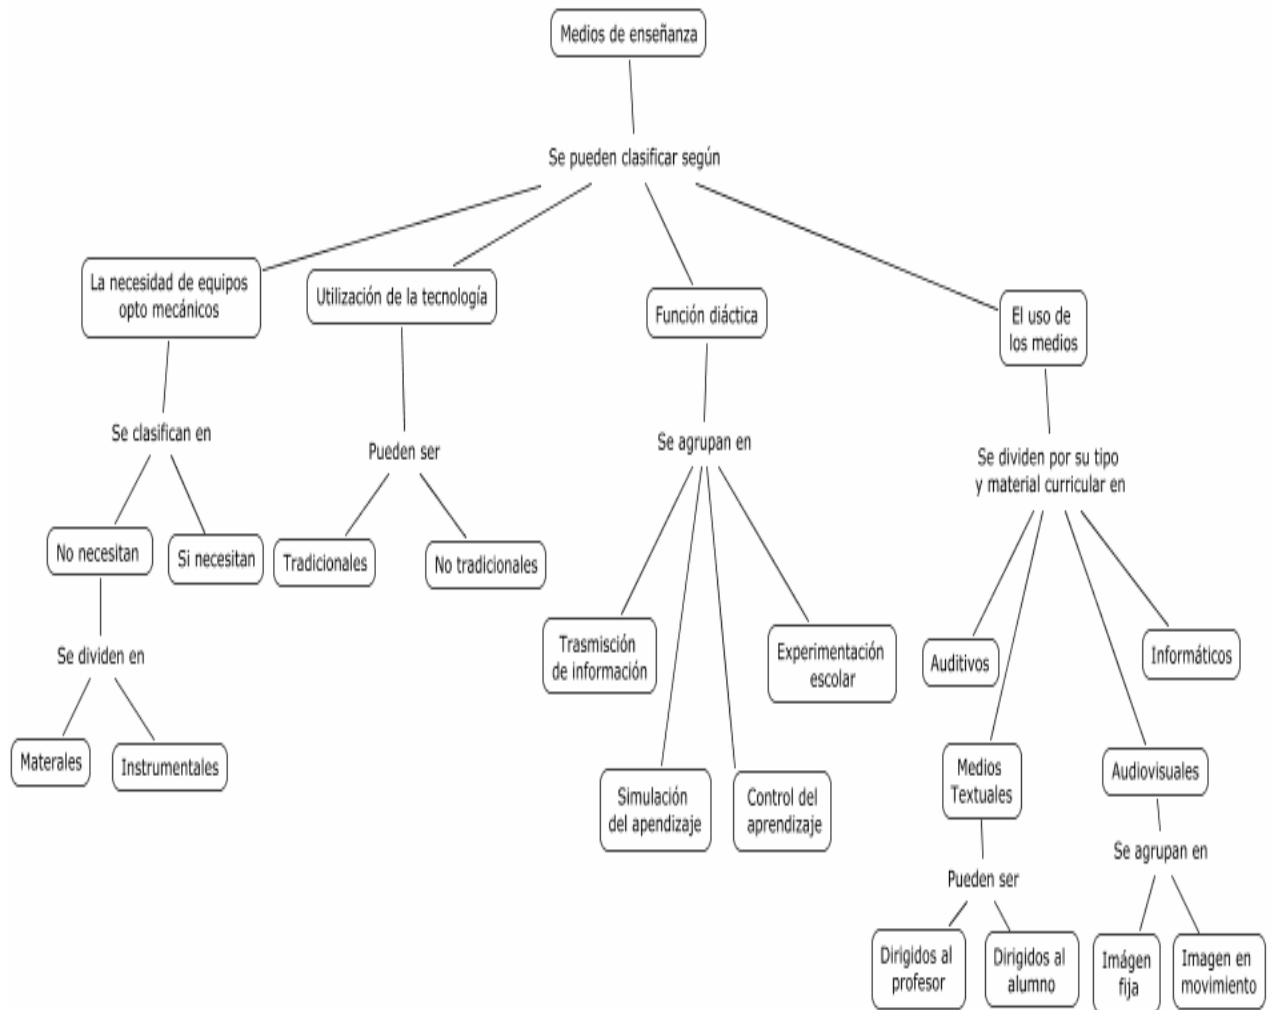 Medios de enseñanza
Se pueden clasificar según
La necesidad de equipos
opto mecánicos
Utilización de la tecnología
Función diáctica
El uso de
los medios
Se clasifican en
Pueden ser
Se agrupan en
Se dividen por su tipo
y material curricular en
No necesitan
Si necesitan
Tradicionales
No tradicionales
Trasmisción
de información
Experimentación
escolar
Auditivos
Informáticos
Se dividen en
Materales
Instrumentales
Simulación
del apendizaje
Control del
aprendizaje
Medios
Textuales
Audiovisuales
Pueden ser
Se agrupan en
Dirigidos al
profesor
Dirigidos al
alumno
Imágen
fija
Imagen en
movimiento